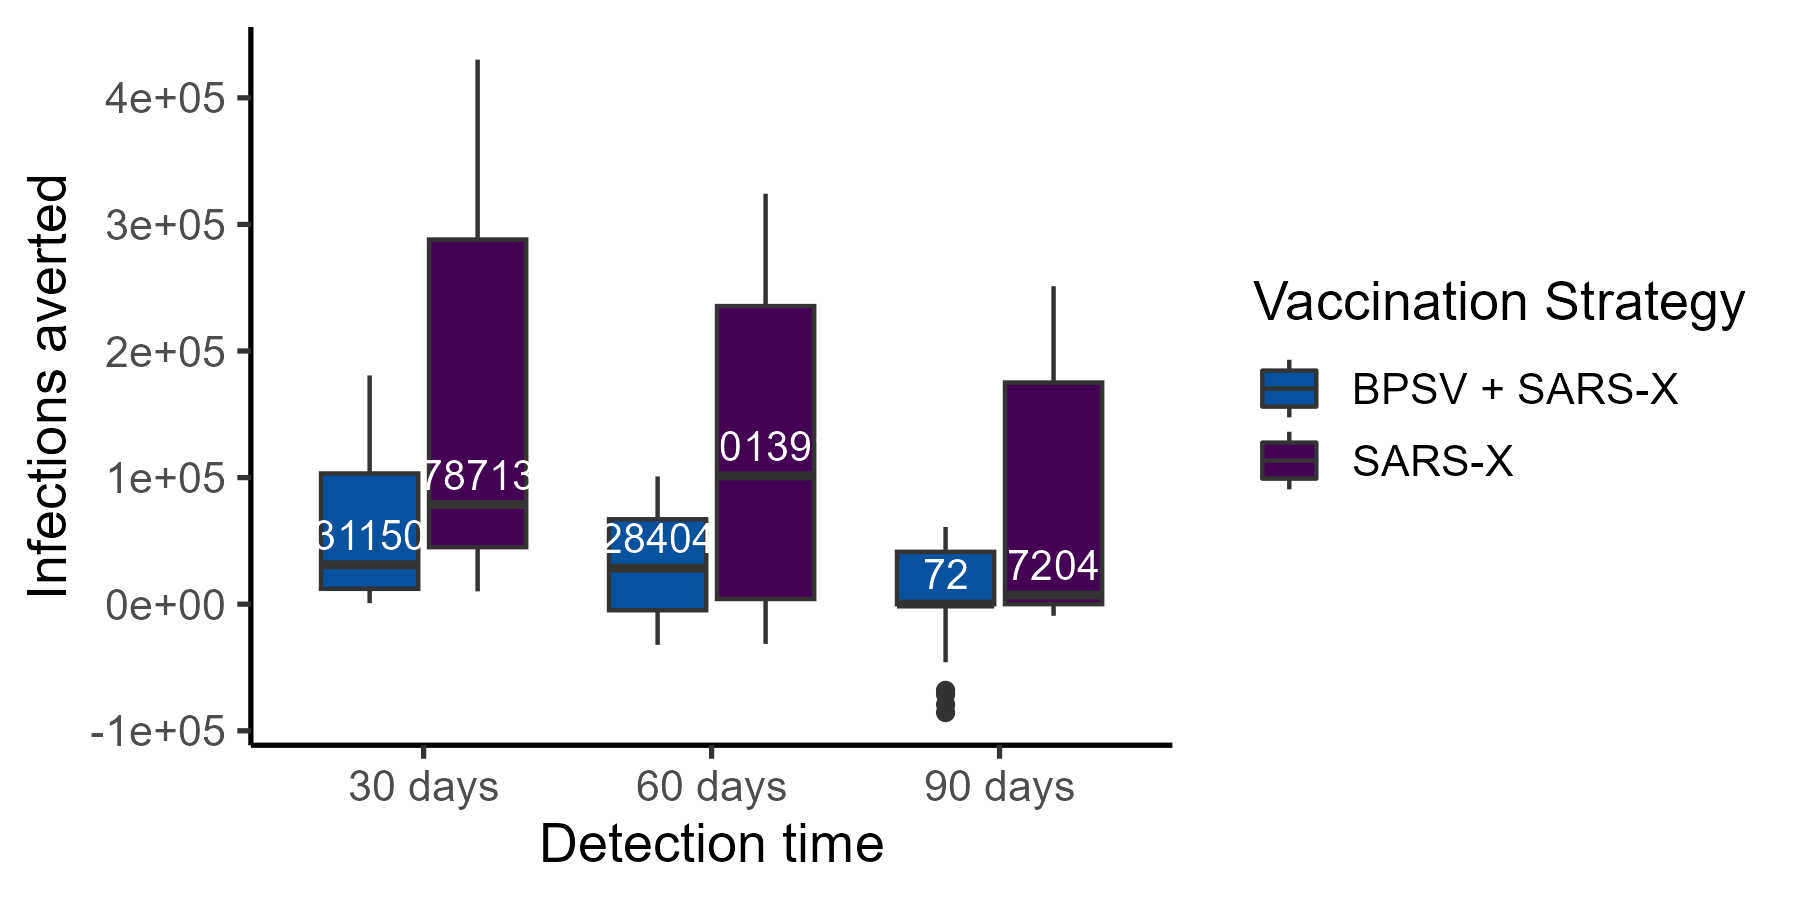 Infections averted
4e+05
3e+05
2e+05
1e+05
0e+00
-1e+05
31150
78713
28404
0139
72
7204
30 days
60 days
90 days
Detection time
Vaccination Strategy
BPSV + SARS-X
SARS-X